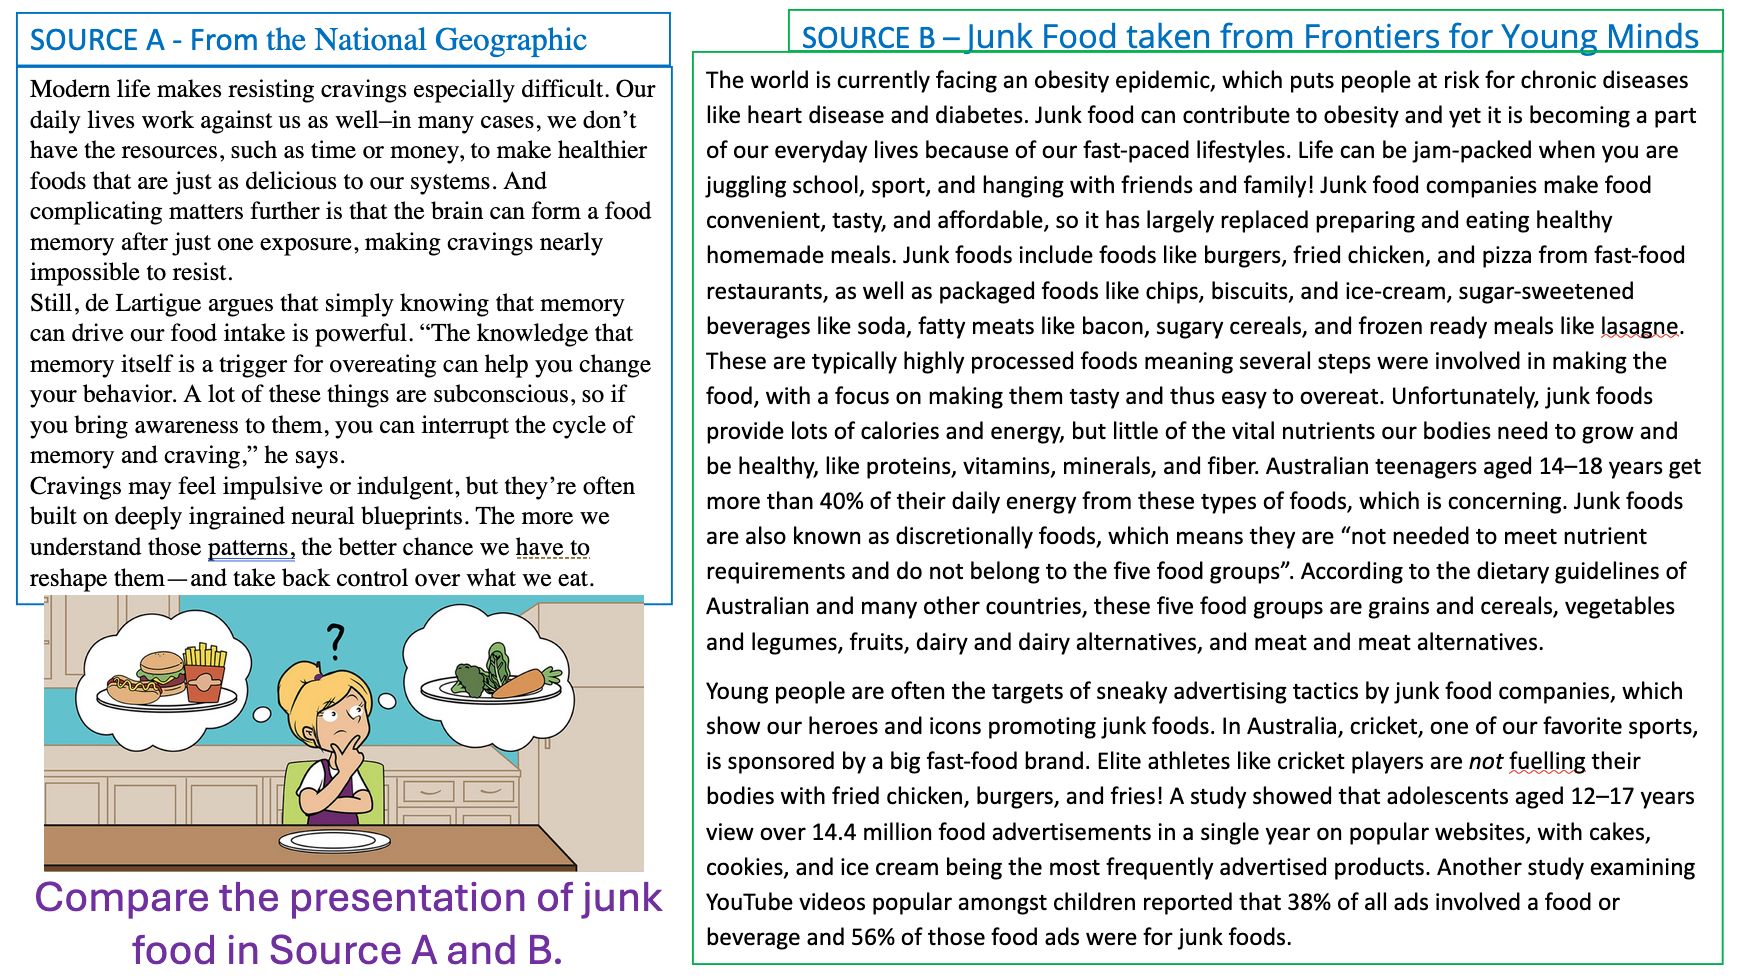 SOURCE A - From the National Geographic
Modern life makes resisting cravings especially difficult. Our
daily lives work against us as well–in many cases, we don’t
have the resources, such as time or money, to make healthier
foods that are just as delicious to our systems. And
complicating matters further is that the brain can form a food
memory after just one exposure, making cravings nearly
impossible to resist.
Still, de Lartigue argues that simply knowing that memory
can drive our food intake is powerful. “The knowledge that
memory itself is a trigger for overeating can help you change
your behavior. A lot of these things are subconscious, so if
you bring awareness to them, you can interrupt the cycle of
memory and craving,” he says.
Cravings may feel impulsive or indulgent, but they’re often
built on deeply ingrained neural blueprints. The more we
understand those patterns, the better chance we have to
reshape them—and take back control over what we eat.
?
Compare the presentation of junk
food in Source A and B.
SOURCE B – Junk Food taken from Frontiers for Young Minds
The world is currently facing an obesity epidemic, which puts people at risk for chronic diseases
like heart disease and diabetes. Junk food can contribute to obesity and yet it is becoming a part
of our everyday lives because of our fast-paced lifestyles. Life can be jam-packed when you are
juggling school, sport, and hanging with friends and family! Junk food companies make food
convenient, tasty, and affordable, so it has largely replaced preparing and eating healthy
homemade meals. Junk foods include foods like burgers, fried chicken, and pizza from fast-food
restaurants, as well as packaged foods like chips, biscuits, and ice-cream, sugar-sweetened
beverages like soda, fatty meats like bacon, sugary cereals, and frozen ready meals like lasagne.
These are typically highly processed foods meaning several steps were involved in making the
food, with a focus on making them tasty and thus easy to overeat. Unfortunately, junk foods
provide lots of calories and energy, but little of the vital nutrients our bodies need to grow and
be healthy, like proteins, vitamins, minerals, and fiber. Australian teenagers aged 14–18 years get
more than 40% of their daily energy from these types of foods, which is concerning. Junk foods
are also known as discretionally foods, which means they are “not needed to meet nutrient
requirements and do not belong to the five food groups”. According to the dietary guidelines of
Australian and many other countries, these five food groups are grains and cereals, vegetables
and legumes, fruits, dairy and dairy alternatives, and meat and meat alternatives.
Young people are often the targets of sneaky advertising tactics by junk food companies, which
show our heroes and icons promoting junk foods. In Australia, cricket, one of our favorite sports,
is sponsored by a big fast-food brand. Elite athletes like cricket players are not fuelling their
bodies with fried chicken, burgers, and fries! A study showed that adolescents aged 12–17 years
view over 14.4 million food advertisements in a single year on popular websites, with cakes,
cookies, and ice cream being the most frequently advertised products. Another study examining
YouTube videos popular amongst children reported that 38% of all ads involved a food or
beverage and 56% of those food ads were for junk foods.